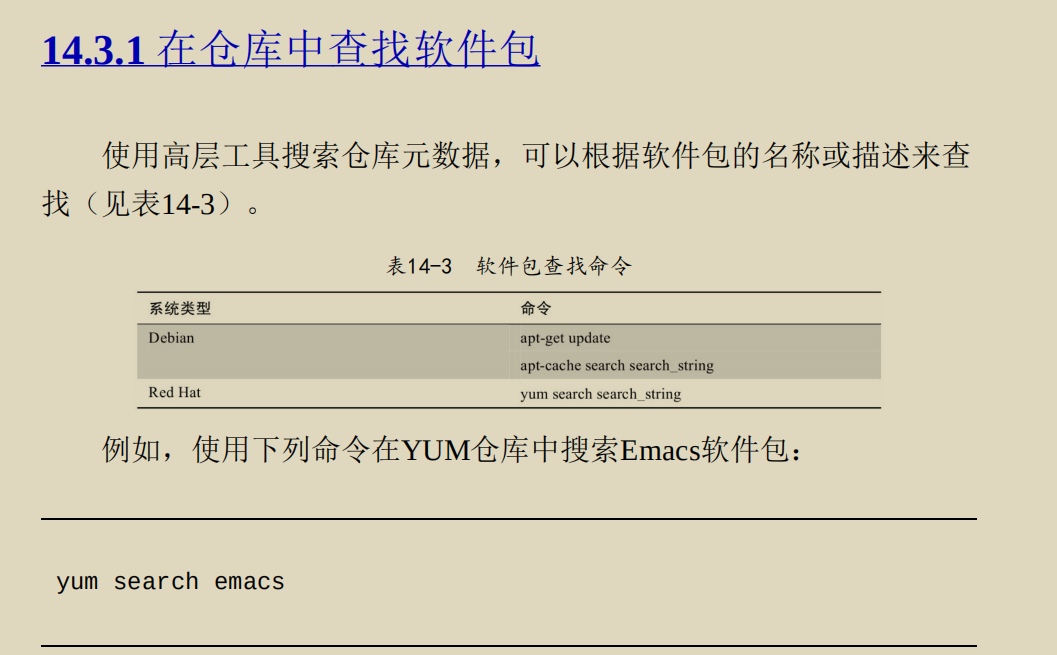 14.3.1 在仓库中查找软件包
使用高层工具搜索仓库元数据，可以根据软件包的名称或描述来查
找（见表14-3）。
表14-3 软件包查找命令
系统类型 命令
Debian apt-get update
apt-cache search search_string
Red Hat yum search search_string
例如，使用下列命令在YUM仓库中搜索Emacs软件包：
yum search emacs